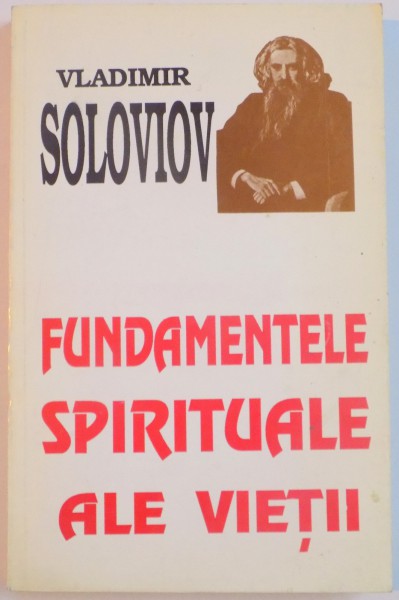 VLADIMIR
SOLOVIOV
FUNDAMENTELE
SPIRITUALE
ALE VIEȚII